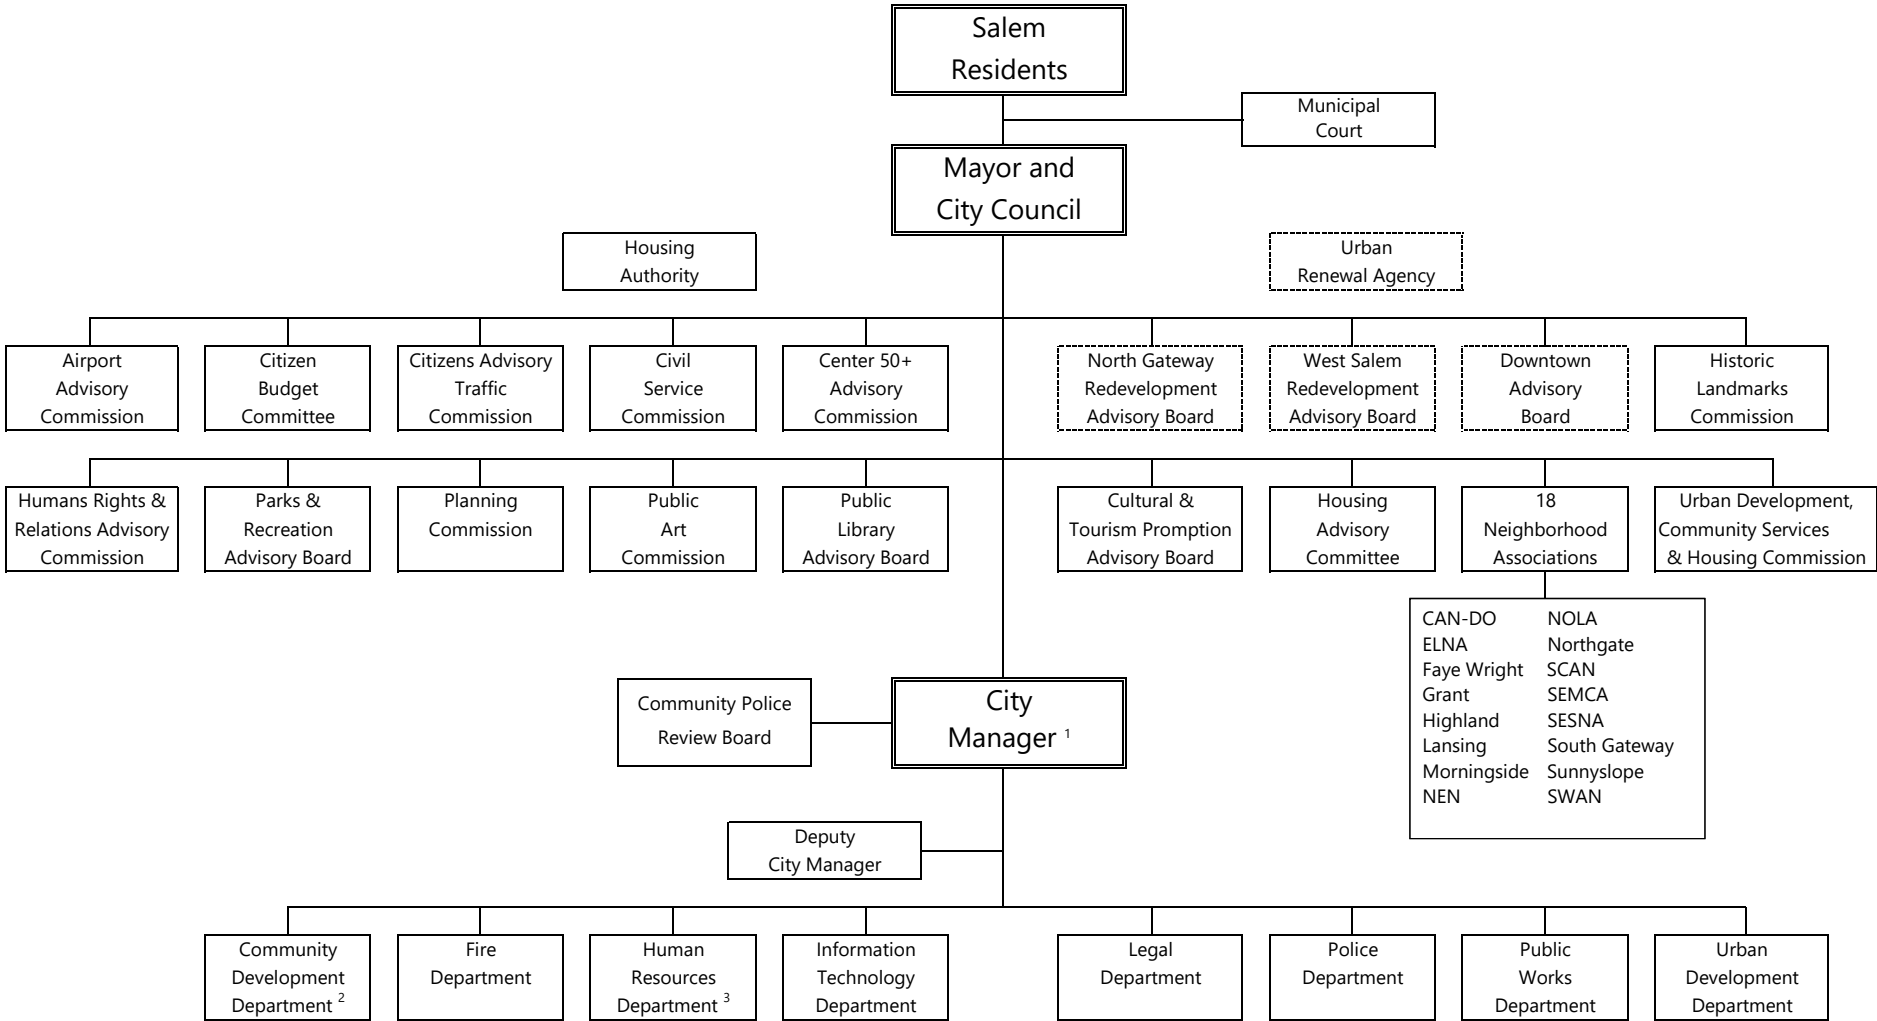 Salem
Residents
Municipal
Court
Mayor and
City Council
Housing
Authority
Urban
Renewal Agency
Airport
Advisory
Commission
Citizen
Budget
Committee
Citizens Advisory
Traffic
Commission
Civil
Service
Commission
Center 50+
Advisory
Commission
North Gateway
Redevelopment
Advisory Board
West Salem
Redevelopment
Advisory Board
Downtown
Advisory
Board
Historic
Landmarks
Commission
Humans Rights &
Relations Advisory
Commission
Parks &
Recreation
Advisory Board
Planning
Commission
Public
Art
Commission
Public
Library
Advisory Board
Cultural &
Tourism Promption
Advisory Board
Housing
Advisory
Committee
18
Neighborhood
Associations
Urban Development,
Community Services
& Housing Commission
CAN-DO NOLA
ELNA Northgate
Faye Wright SCAN
Grant SEMCA
Highland SESNA
Lansing South Gateway
Morningside Sunnyslope
NEN SWAN
Community Police
Review Board
City
Manager 1
Deputy
City Manager
Community
Development
Department 2
Fire
Department
Human
Resources
Department 3
Information
Technology
Department
Legal
Department
Police
Department
Public
Works
Department
Urban
Development
Department